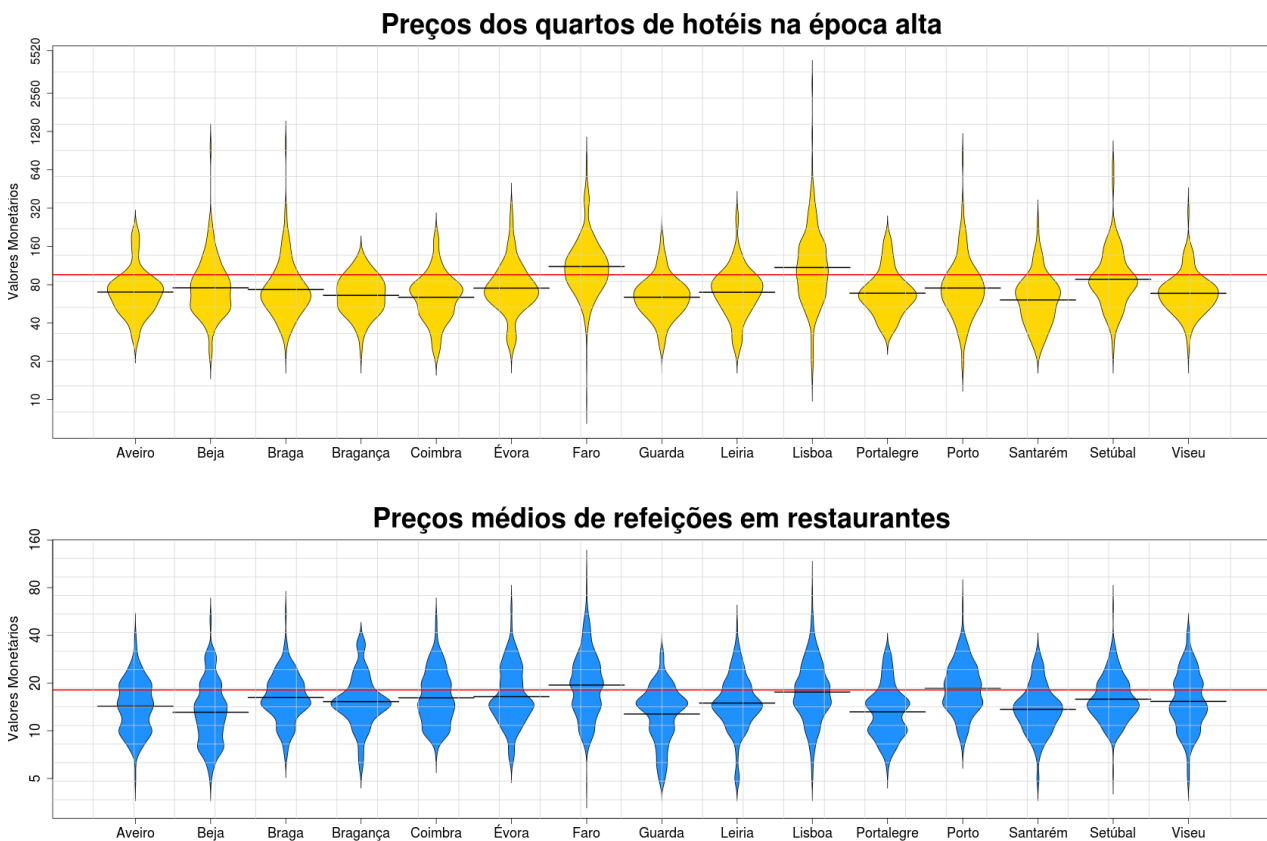 Preços dos quartos de hotéis na época alta
Valores Monetários
5520
2560
1280
640
320
160
80
40
20
10
Aveiro Beja Braga Bragança Coimbra Évora Faro Guarda Leiria Lisboa Portalegre Porto Santarém Setúbal Viseu
Preços médios de refeições em restaurantes
Valores Monetários
160
80
40
20
10
5
Aveiro Beja Braga Bragança Coimbra Évora Faro Guarda Leiria Lisboa Portalegre Porto Santarém Setúbal Viseu